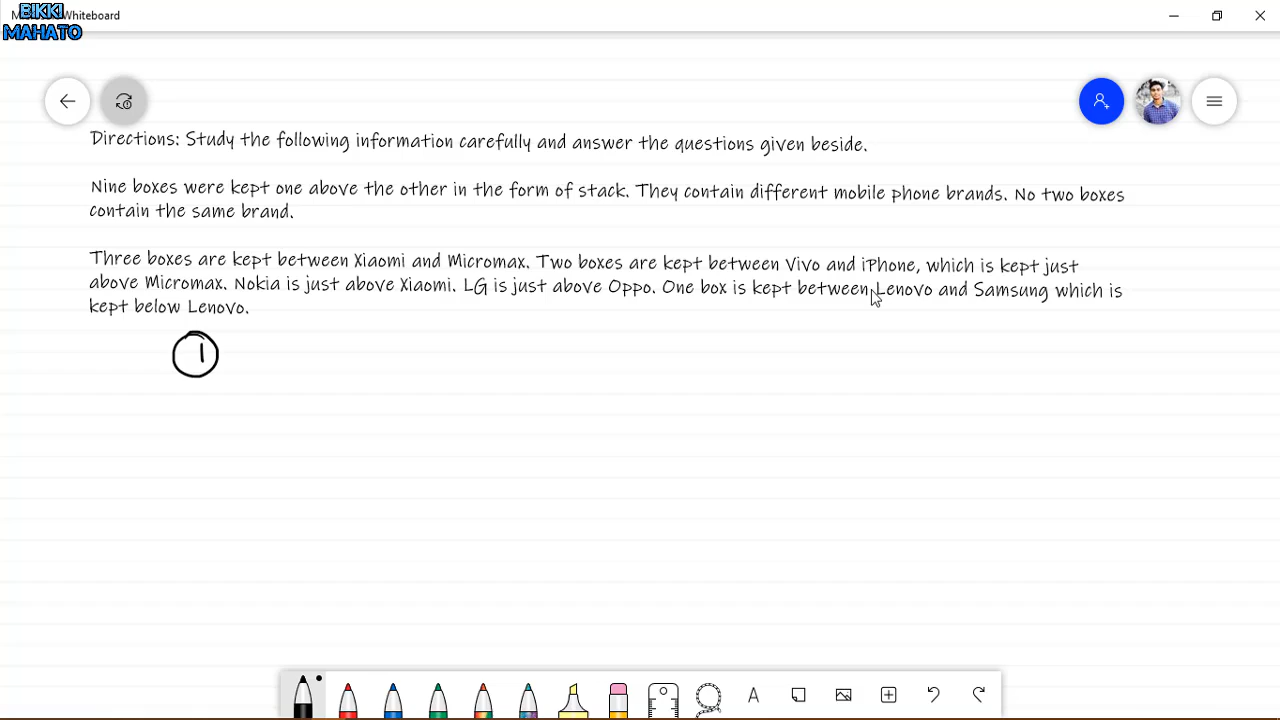 Whiteboard
BIKKI
MAHATO
Directions: Study the following information carefully and answer the questions given beside.
Nine boxes were kept one above the other in the form of stack. They contain different mobile phone brands. No two boxes
contain the same brand.
Three boxes are kept between Xiaomi and Micromax. Two boxes are kept between Vivo and iPhone, which is kept just
above Micromax. Nokia is just above Xiaomi. LG is just above Oppo. One box is kept between Lenovo and Samsung which is
kept below Lenovo.
1
A